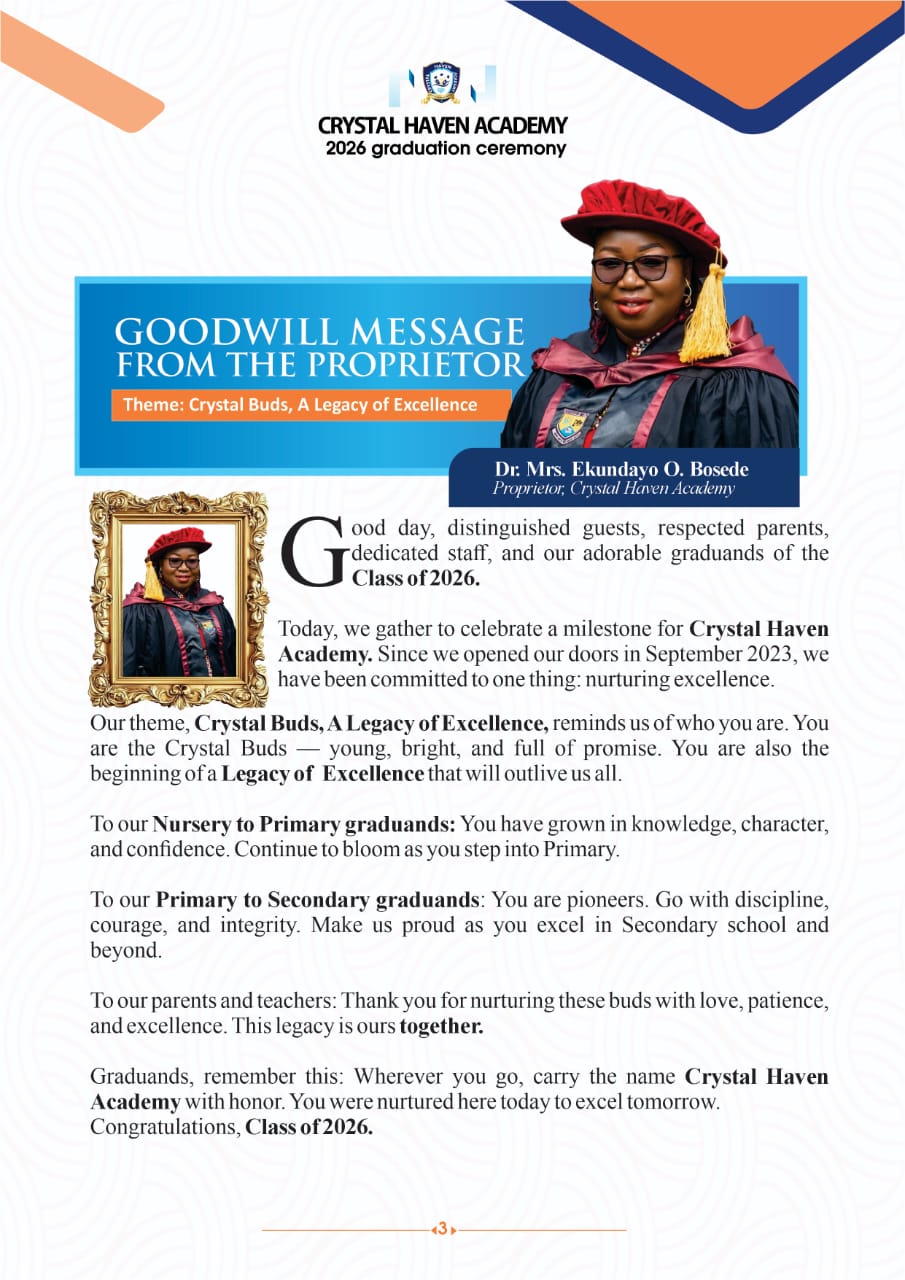 CRYSTAL HAVEN ACADEMY
2026 graduation ceremony
GOODWILL MESSAGE
FROM THE PROPRIETOR
Theme: Crystal Buds, A Legacy of Excellence
Dr. Mrs. Ekundayo O. Bosede
Proprietor, Crystal Haven Academy
Good day, distinguished guests, respected parents,
dedicated staff, and our adorable graduands of the
Class of 2026.
Today, we gather to celebrate a milestone for Crystal Haven
Academy. Since we opened our doors in September 2023, we
have been committed to one thing: nurturing excellence.
Our theme, Crystal Buds, A Legacy of Excellence, reminds us of who you are. You
are the Crystal Buds — young, bright, and full of promise. You are also the
beginning of a Legacy of Excellence that will outlive us all.
To our Nursery to Primary graduands: You have grown in knowledge, character,
and confidence. Continue to bloom as you step into Primary.
To our Primary to Secondary graduands: You are pioneers. Go with discipline,
courage, and integrity. Make us proud as you excel in Secondary school and
beyond.
To our parents and teachers: Thank you for nurturing these buds with love, patience,
and excellence. This legacy is ours together.
Graduands, remember this: Wherever you go, carry the name Crystal Haven
Academy with honor. You were nurtured here today to excel tomorrow.
Congratulations, Class of 2026.
3